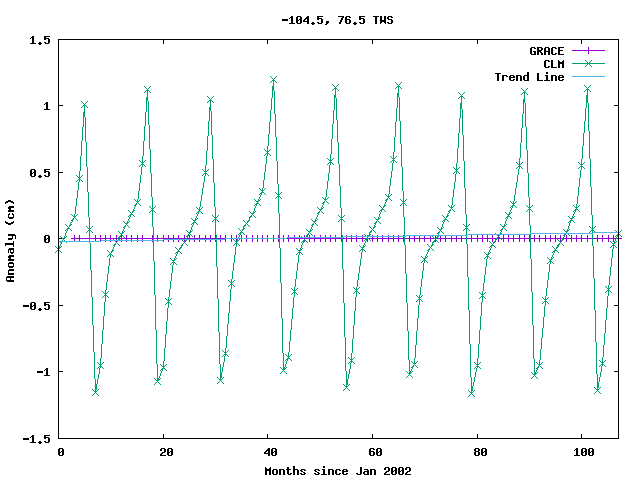 -104.5, 76.5 TWS
GRACE
CLM
Trend Line
1.5
1
0.5
0
-0.5
-1
-1.5
Anomaly (cm)
0 20 40 60 80 100
Months since Jan 2002